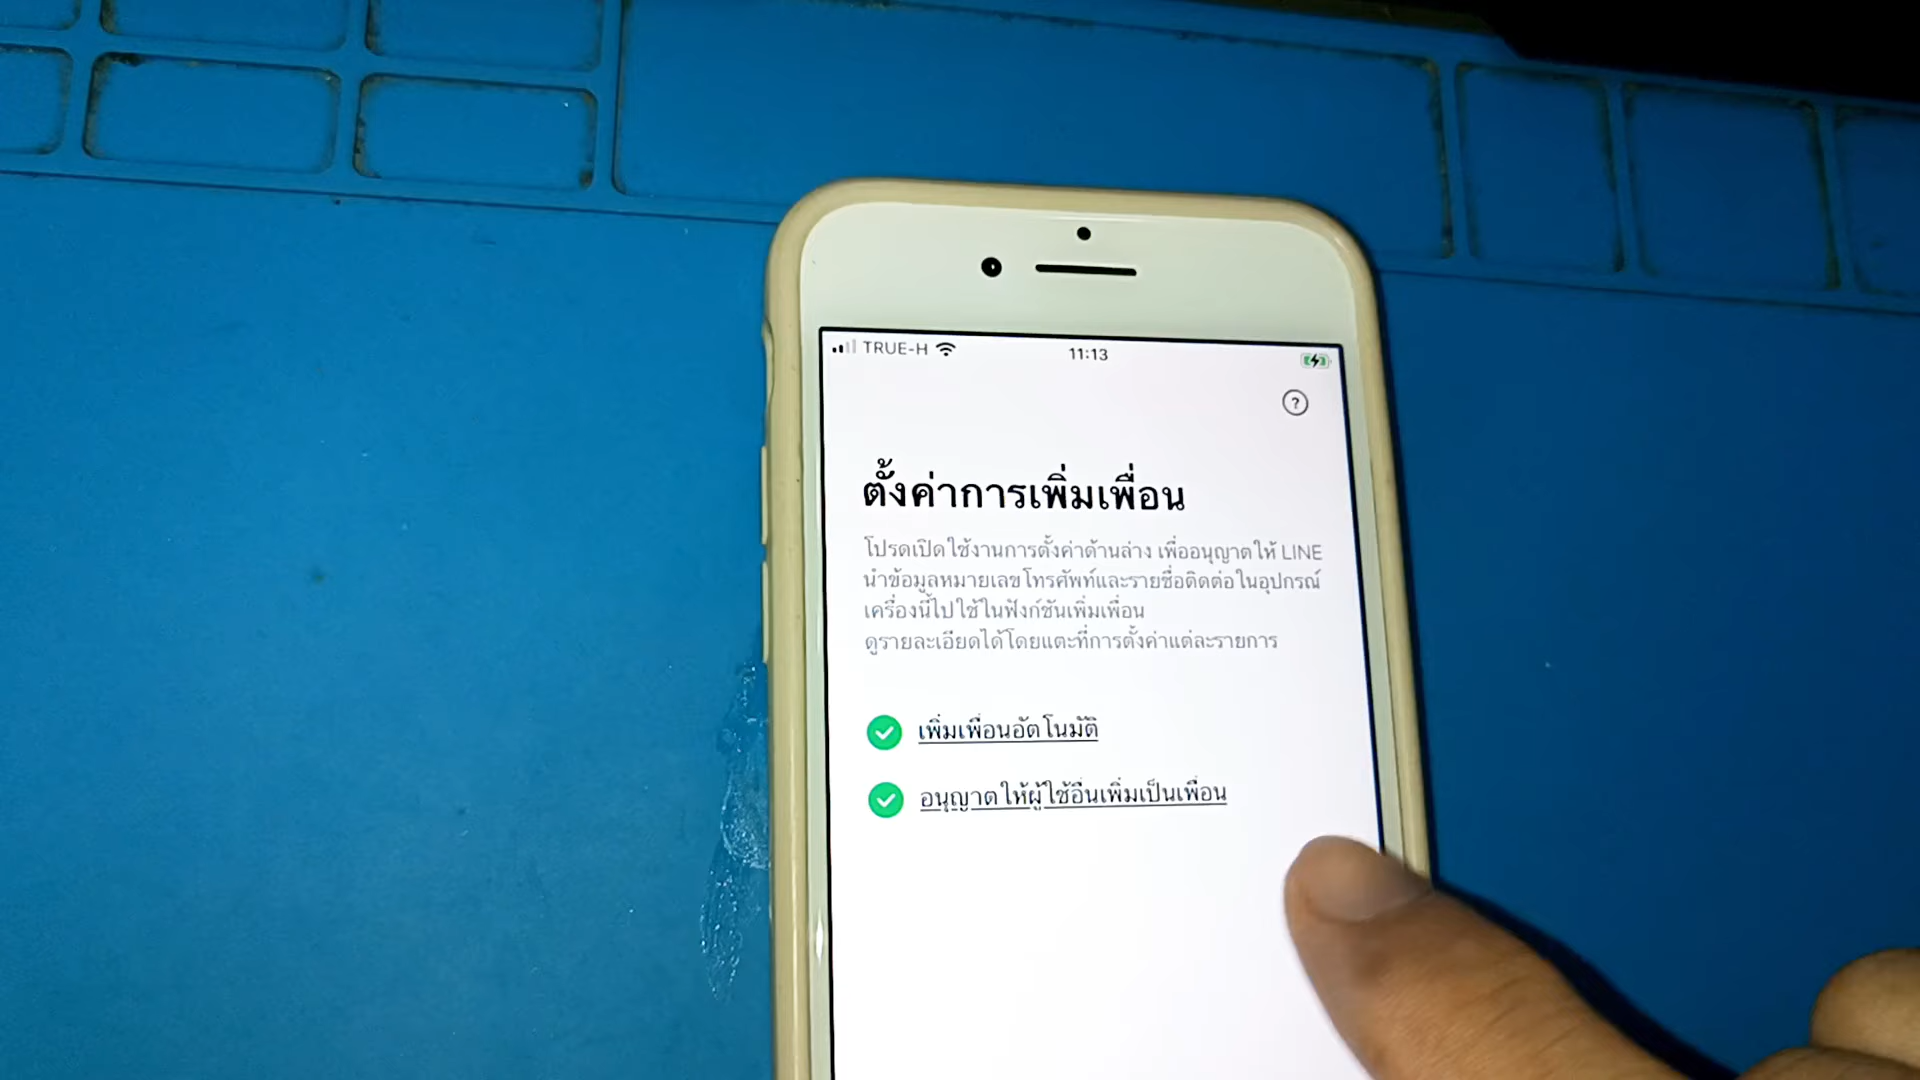 TRUE-H 11:13
?
ตั้งค่าการเพิ่มเพื่อน
โปรดเปิดใช้งานการตั้งค่าด้านล่าง เพื่ออนุญาตให้ LINE
นำข้อมูลหมายเลขโทรศัพท์และรายชื่อติดต่อในอุปกรณ์
เครื่องนี้ไปใช้ในฟังก์ชันเพิ่มเพื่อน
ดูรายละเอียดได้โดยแตะที่การตั้งค่าแต่ละรายการ
เพิ่มเพื่อนอัตโนมัติ
อนุญาตให้ผู้ใช้อื่นเพิ่มเป็นเพื่อน